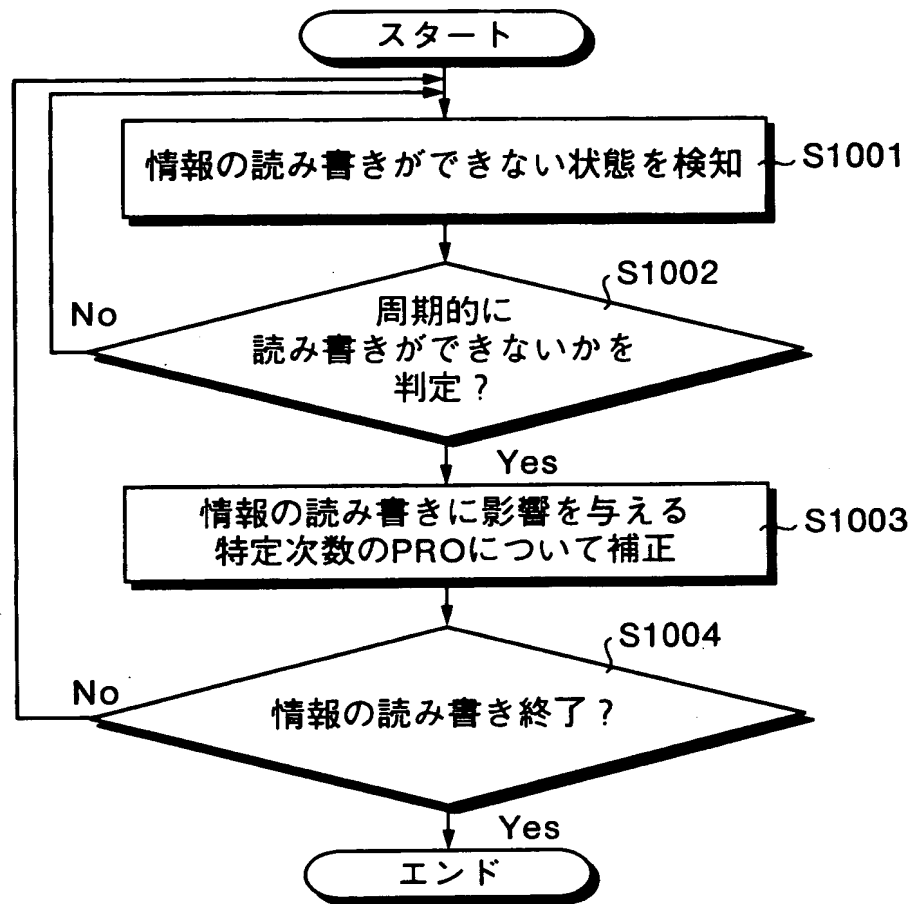 スタート
情報の読み書きができない状態を検知
S1001
S1002
周期的に
読み書きができないかを
判定？
No
Yes
情報の読み書きに影響を与える
特定次数のPROについて補正
S1003
S1004
情報の読み書き終了？
No
Yes
エンド